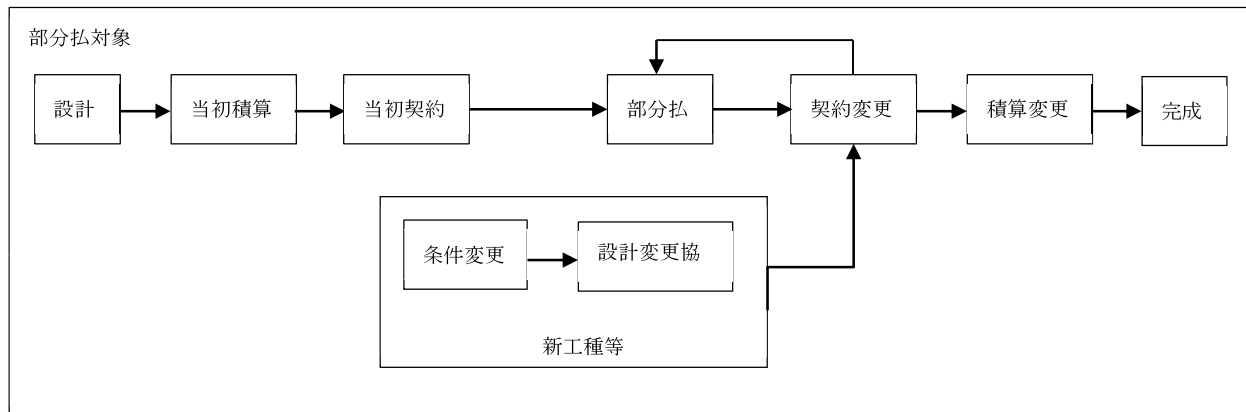 部分払対象
設計
当初積算
当初契約
部分払
契約変更
積算変更
完成
条件変更
設計変更協
新工種等